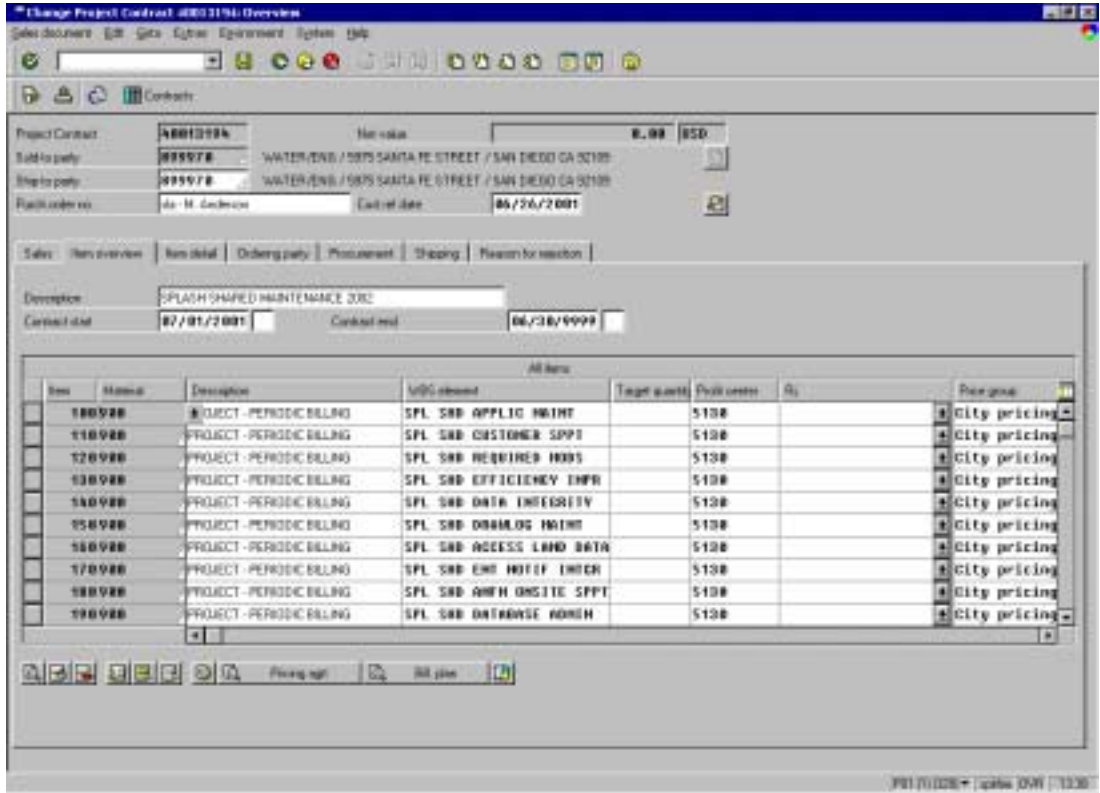 Change Project Contract 40013194: Overview
Sales document Edit Goto Extras Environment System Help
Contracts
Project Contract 40013194 Net value 0.00 USD
Sold-to party 899970 WATER/ENG / 5975 SANTA FE STREET / SAN DIEGO CA 92109
Ship-to party 899970 WATER/ENG / 5975 SANTA FE STREET / SAN DIEGO CA 92109
Purch.order no. M. Anderson Cust.ref.date 06/26/2001
Sales Item overview Item detail Ordering party Procurement Shipping Reason for rejection
Description SPLASH SHARED MAINTENANCE 2002
Contract start 07/01/2001 Contract end 06/30/9999
All items
Item Material Description WBS element Target quantity Profit center Rj Price group
100900 PROJECT - PERIODIC BILLING SPL SHD APPLIC MAINT 5130 City pricing
110900 PROJECT - PERIODIC BILLING SPL SHD CUSTOMER SPPT 5130 City pricing
120900 PROJECT - PERIODIC BILLING SPL SHD REQUIRED MODS 5130 City pricing
130900 PROJECT - PERIODIC BILLING SPL SHD EFFICIENCY IMPR 5130 City pricing
140900 PROJECT - PERIODIC BILLING SPL SHD DATA INTEGRITY 5130 City pricing
150900 PROJECT - PERIODIC BILLING SPL SHD MAINT 5130 City pricing
160900 PROJECT - PERIODIC BILLING SPL SHD ACCESS LAND DATA 5130 City pricing
170900 PROJECT - PERIODIC BILLING SPL SHD NOTIF 5130 City pricing
180900 PROJECT - PERIODIC BILLING SPL SHD ONSITE SPPT 5130 City pricing
190900 PROJECT - PERIODIC BILLING SPL SHD DATABASE ADMIN 5130 City pricing
Pricing agrt Bill. plan
OVR 13:30